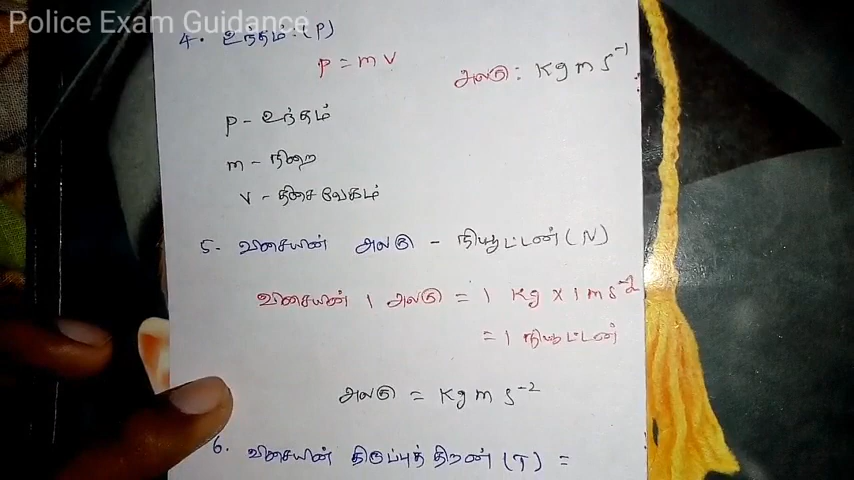 Police Exam Guidance
4. உந்தம்: (P)
P = m v
அலகு: Kg m s⁻¹
P - உந்தம்
m - நிறை
v - திசைவேகம்
5. விசையின் அலகு - நியூட்டன் (N)
விசையின் 1 அலகு = 1 Kg x 1 m s⁻²
= 1 நியூட்டன்
அலகு = Kg m s⁻²
6. விசையின் திருப்புத்திறன் (T) =